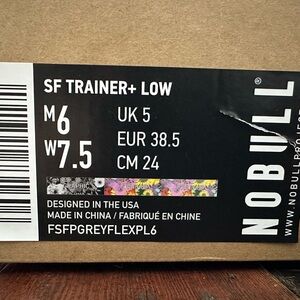 SF TRAINER+ LOW
M6
W7.5
UK 5
EUR 38.5
CM 24
DESIGNED IN THE USA
MADE IN CHINA / FABRIQUÉ EN CHINE
FSFPGREYFLEXPL6
NOBULL®